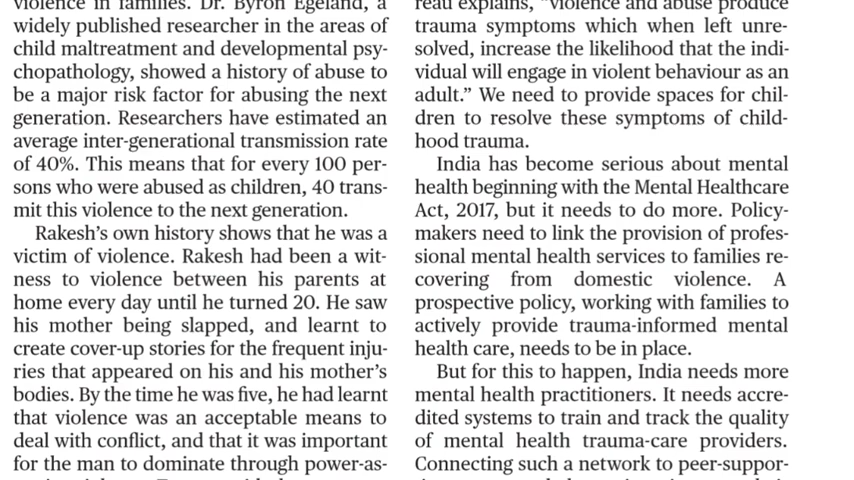 violence in families. Dr. Byron Egeland, a
widely published researcher in the areas of
child maltreatment and developmental psy-
chopathology, showed a history of abuse to
be a major risk factor for abusing the next
generation. Researchers have estimated an
average inter-generational transmission rate
of 40%. This means that for every 100 per-
sons who were abused as children, 40 trans-
mit this violence to the next generation.
Rakesh’s own history shows that he was a
victim of violence. Rakesh had been a wit-
ness to violence between his parents at
home every day until he turned 20. He saw
his mother being slapped, and learnt to
create cover-up stories for the frequent inju-
ries that appeared on his and his mother’s
bodies. By the time he was five, he had learnt
that violence was an acceptable means to
deal with conflict, and that it was important
for the man to dominate through power-as-
reau explains, “violence and abuse produce
trauma symptoms which when left unre-
solved, increase the likelihood that the indi-
vidual will engage in violent behaviour as an
adult.” We need to provide spaces for chil-
dren to resolve these symptoms of child-
hood trauma.
India has become serious about mental
health beginning with the Mental Healthcare
Act, 2017, but it needs to do more. Policy-
makers need to link the provision of profes-
sional mental health services to families re-
covering from domestic violence. A
prospective policy, working with families to
actively provide trauma-informed mental
health care, needs to be in place.
But for this to happen, India needs more
mental health practitioners. It needs accre-
dited systems to train and track the quality
of mental health trauma-care providers.
Connecting such a network to peer-suppor-